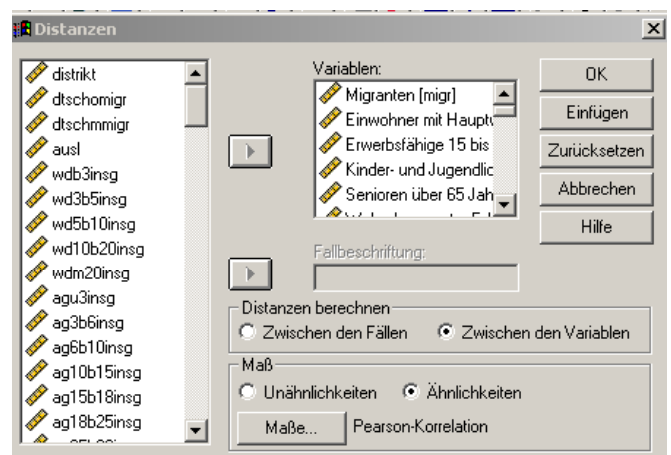 Distanzen
distrikt
dtschomigr
dtschmmigr
ausl
wdb3insg
wd3b5insg
wd5b10insg
wd10b20insg
wdm20insg
agu3insg
ag3b6insg
ag6b10insg
ag10b15insg
ag15b18insg
ag18b25insg
Variablen:
Migranten [migr]
Einwohner mit Hauptw
Erwerbsfähige 15 bis
Kinder- und Jugendlic
Senioren über 65 Jah
Fallbeschriftung:
Distanzen berechnen
Zwischen den Fällen
Zwischen den Variablen
Maß
Unähnlichkeiten
Ähnlichkeiten
Maße...
Pearson-Korrelation
OK
Einfügen
Zurücksetzen
Abbrechen
Hilfe